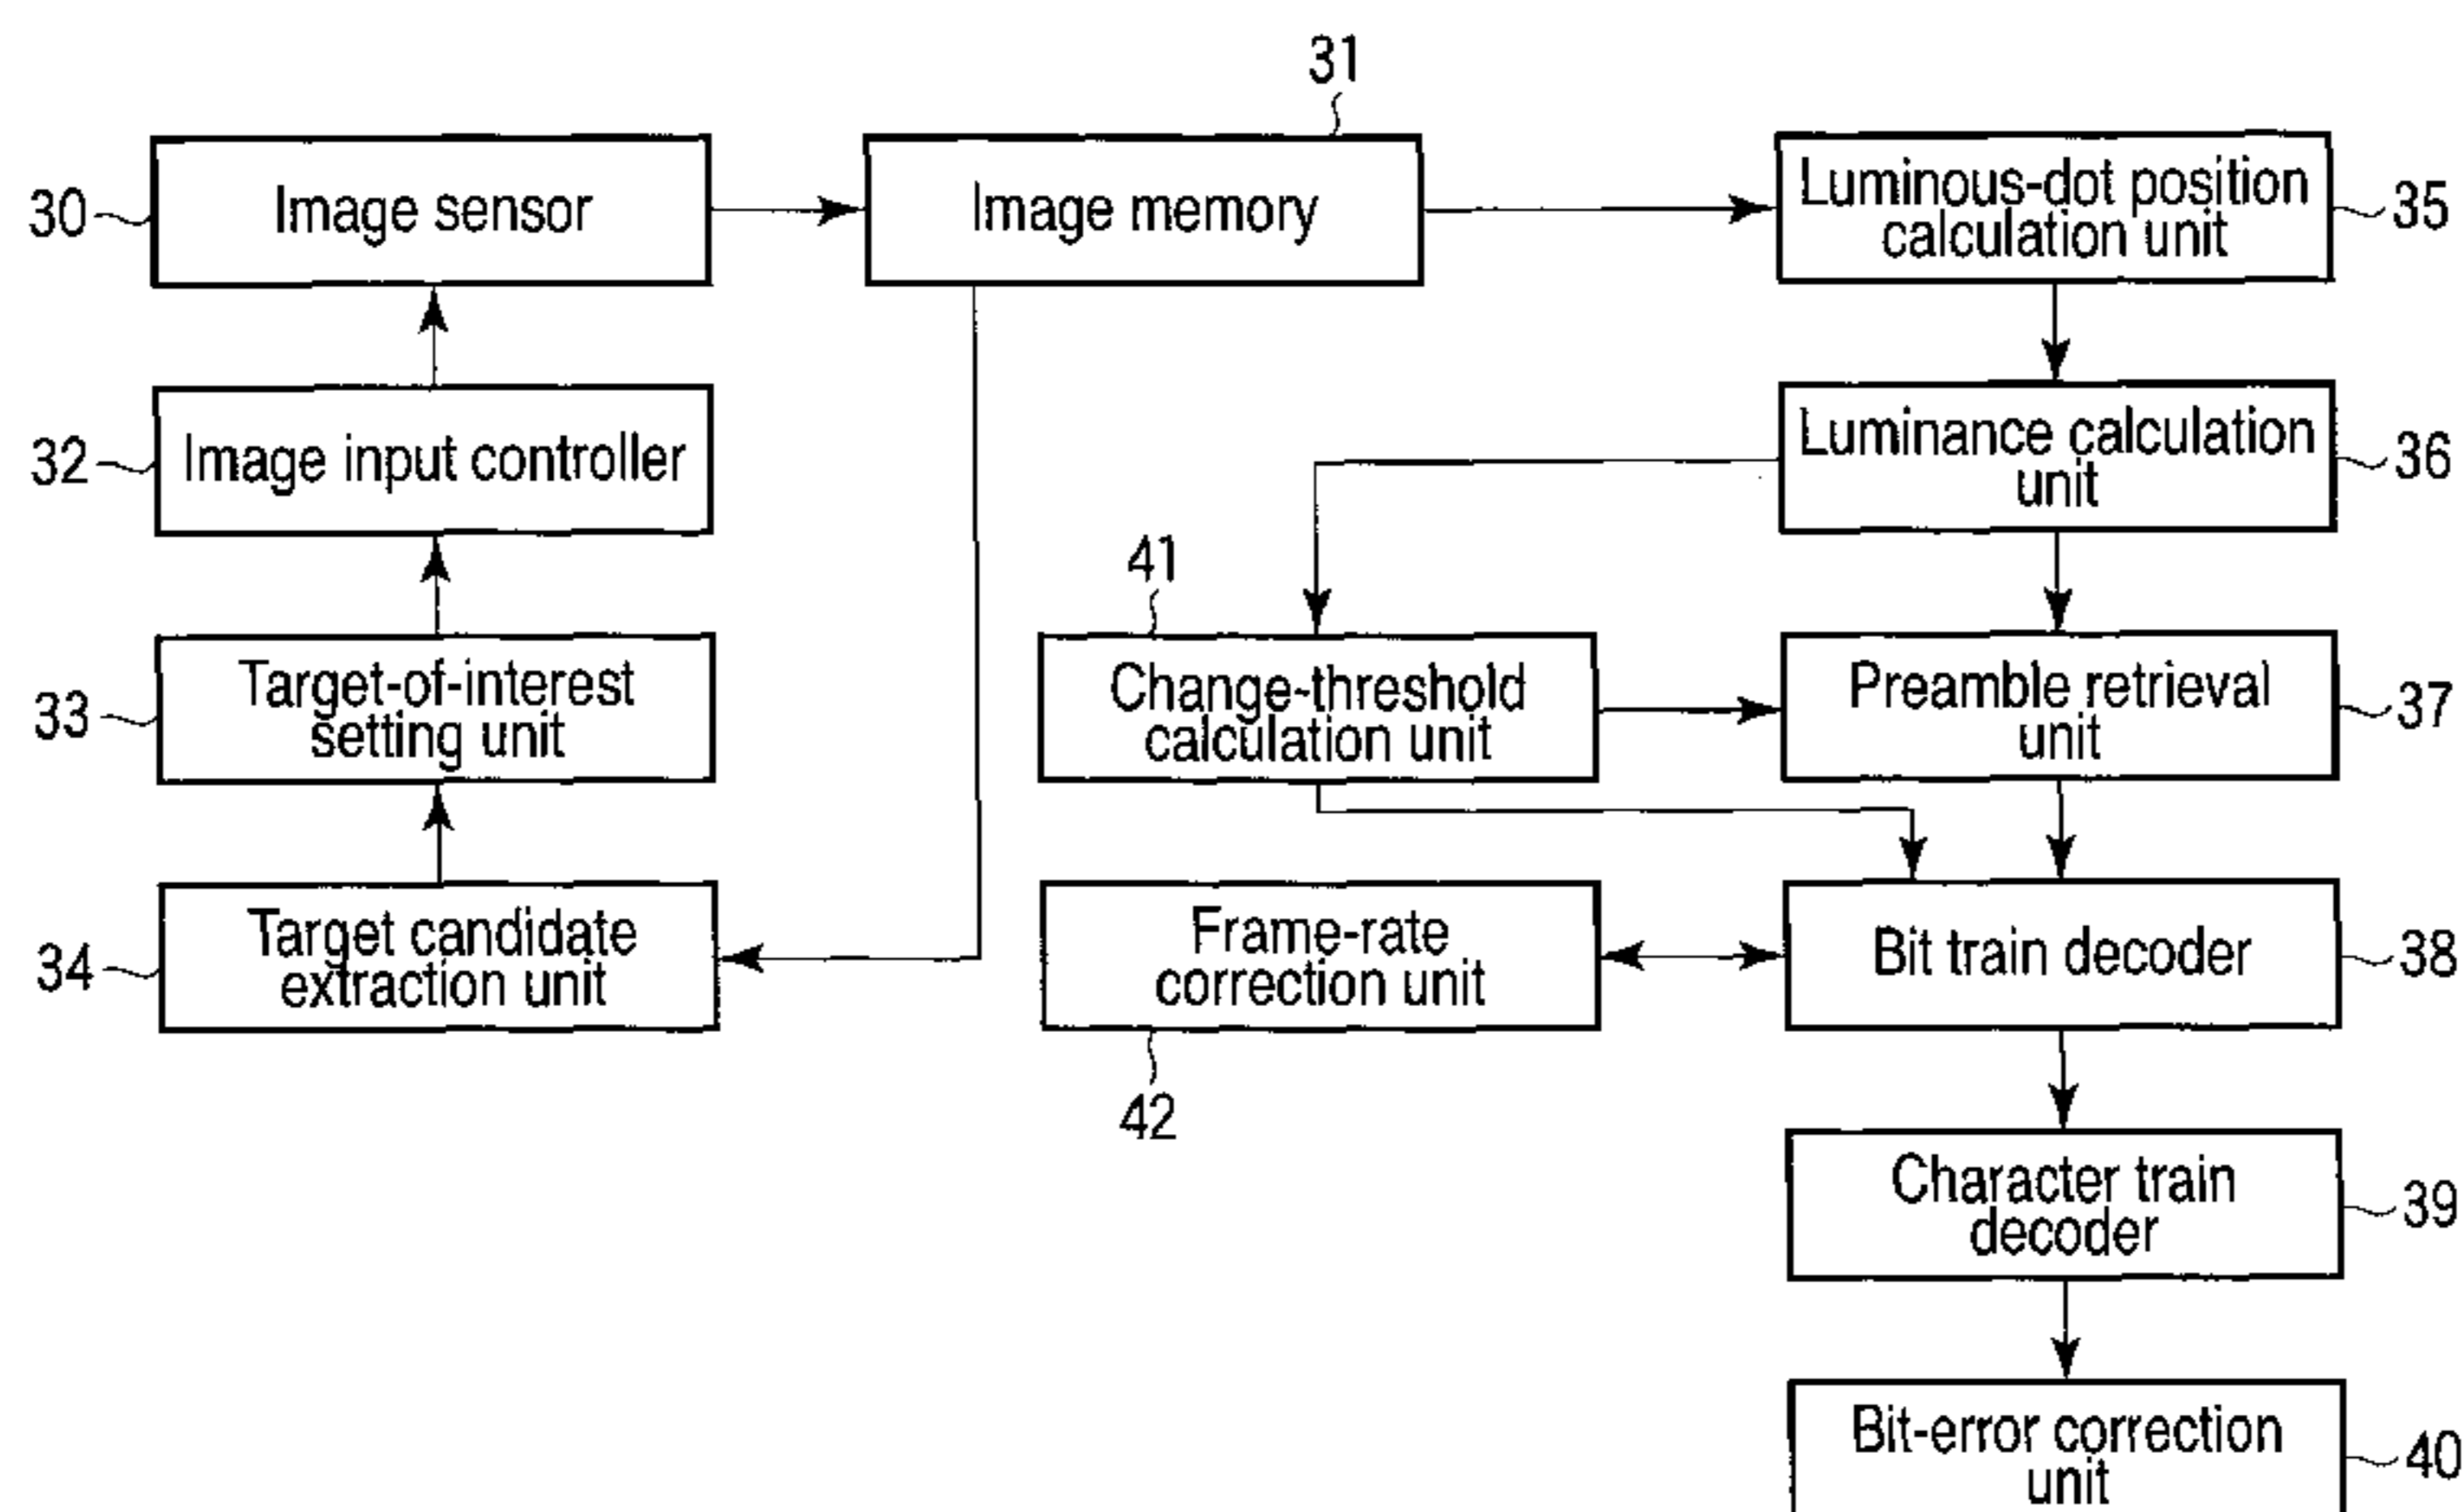 31
30
Image sensor
Image memory
Luminous-dot position
calculation unit
35
32
Image input controller
Luminance calculation
unit
36
41
33
Target-of-interest
setting unit
Change-threshold
calculation unit
Preamble retrieval
unit
37
34
Target candidate
extraction unit
Frame-rate
correction unit
Bit train decoder
38
42
Character train
decoder
39
Bit-error correction
unit
40